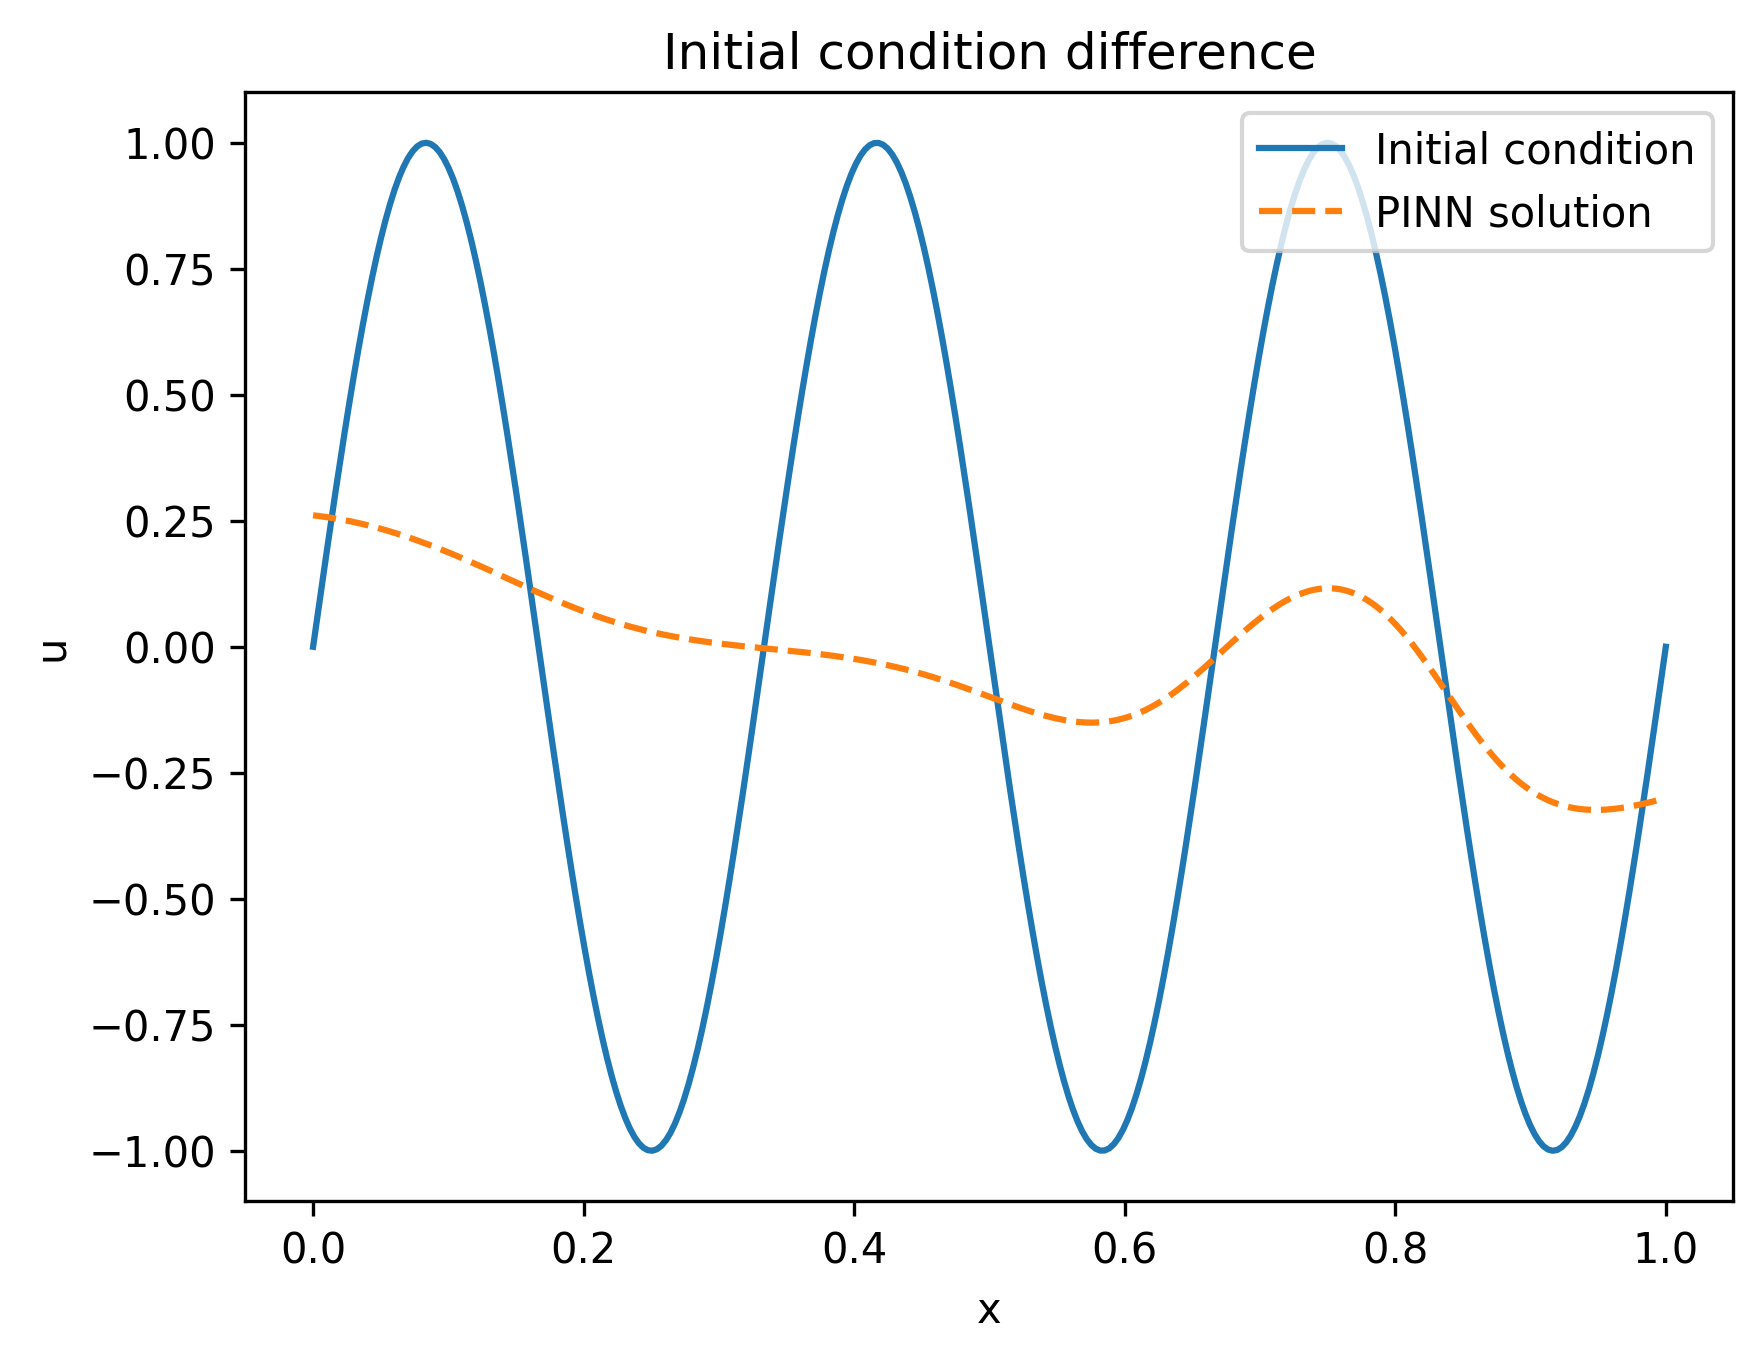 Initial condition difference
Initial condition
PINN solution
1.00
0.75
0.50
0.25
0.00
−0.25
−0.50
−0.75
−1.00
u
0.0 0.2 0.4 0.6 0.8 1.0
x